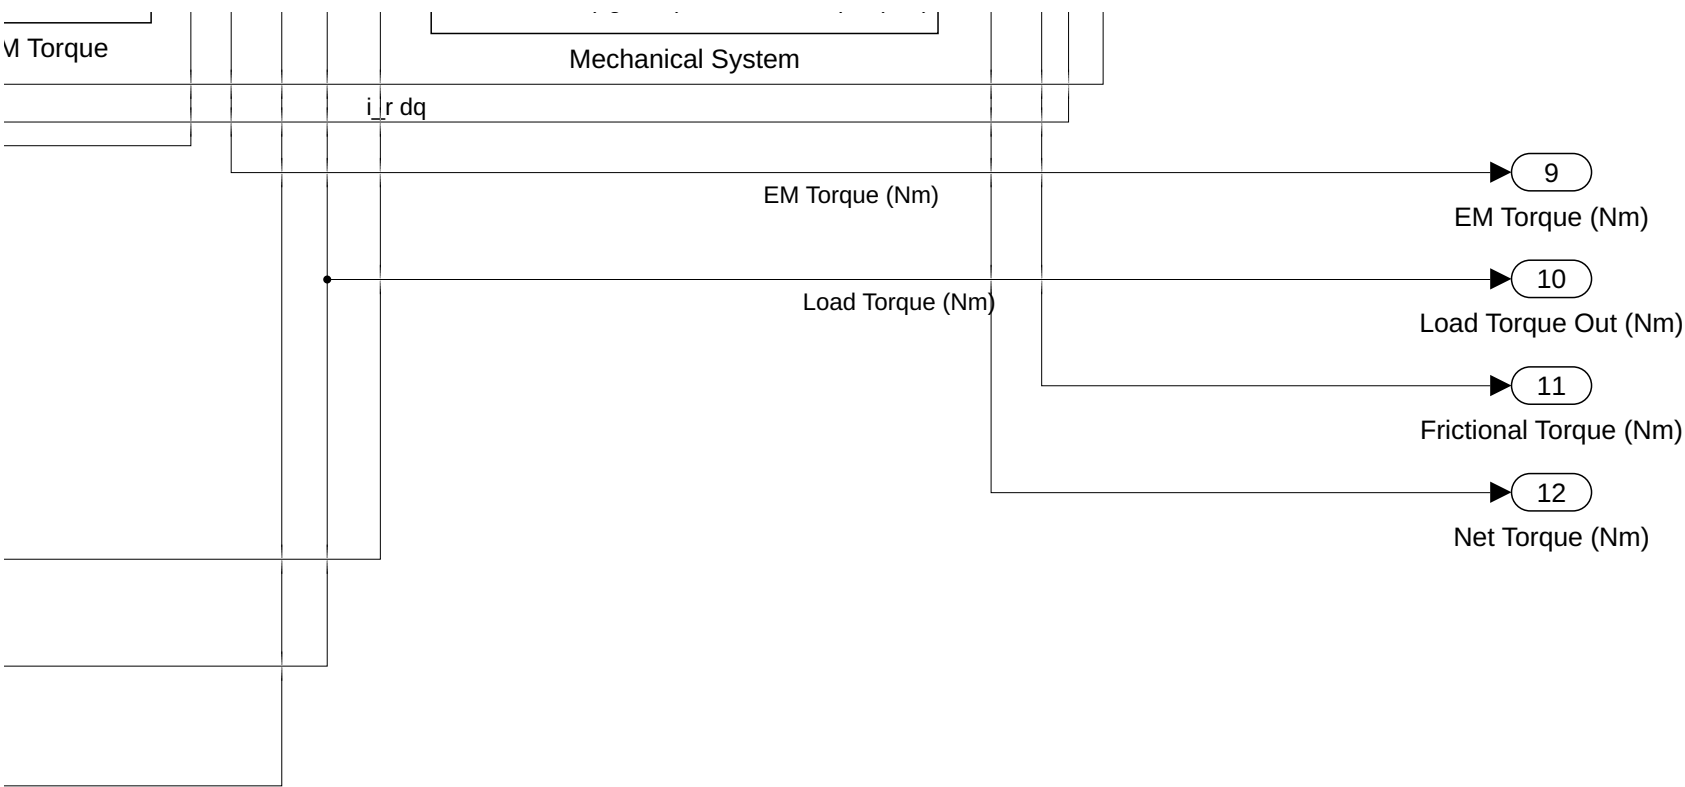 M Torque
Mechanical System
i_r dq
9
EM Torque (Nm)
EM Torque (Nm)
10
Load Torque (Nm)
Load Torque Out (Nm)
11
Frictional Torque (Nm)
12
Net Torque (Nm)